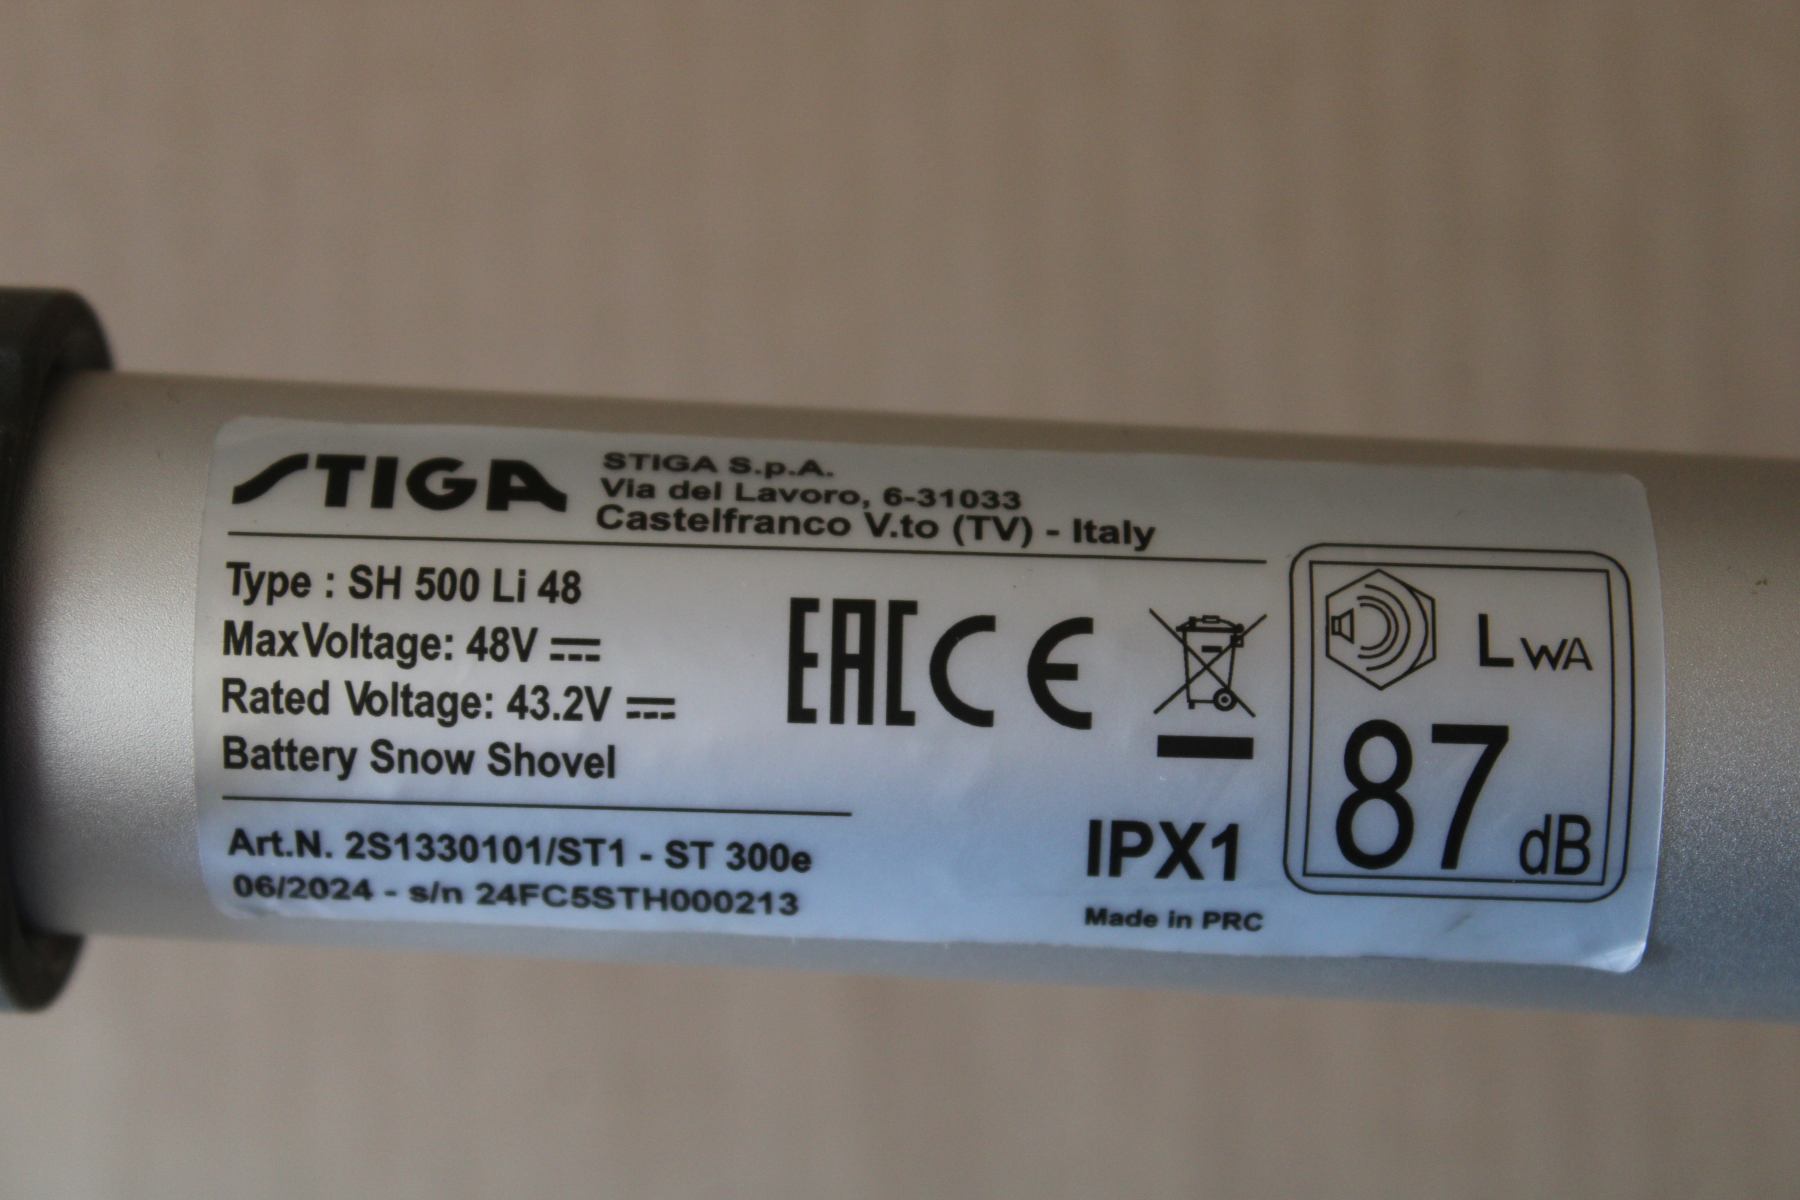 STIGA
STIGA S.p.A.
Via del Lavoro, 6-31033
Castelfranco V.to (TV) - Italy
Type : SH 500 Li 48
MaxVoltage: 48V
Rated Voltage: 43.2V
Battery Snow Shovel
Art.N. 2S1330101/ST1 - ST 300e
06/2024 - s/n 24FC5STH000213
EAC CE
IPX1
Made in PRC
LWA
87 dB